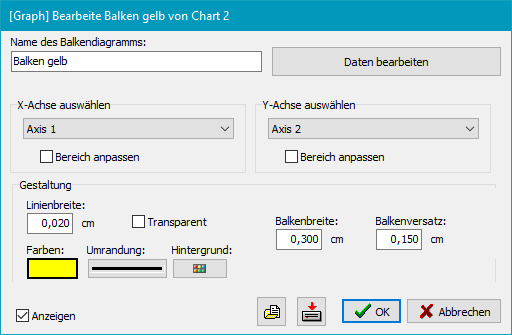 [Graph] Bearbeite Balken gelb von Chart 2
Name des Balkendiagramms:
Balken gelb
Daten bearbeiten
X-Achse auswählen
Y-Achse auswählen
Axis 1
Axis 2
Bereich anpassen
Bereich anpassen
Gestaltung
Linienbreite:
0,020 cm
Transparent
Balkenbreite:
0,300 cm
Balkenversatz:
0,150 cm
Farben:
Umrandung:
Hintergrund:
Anzeigen
OK
Abbrechen